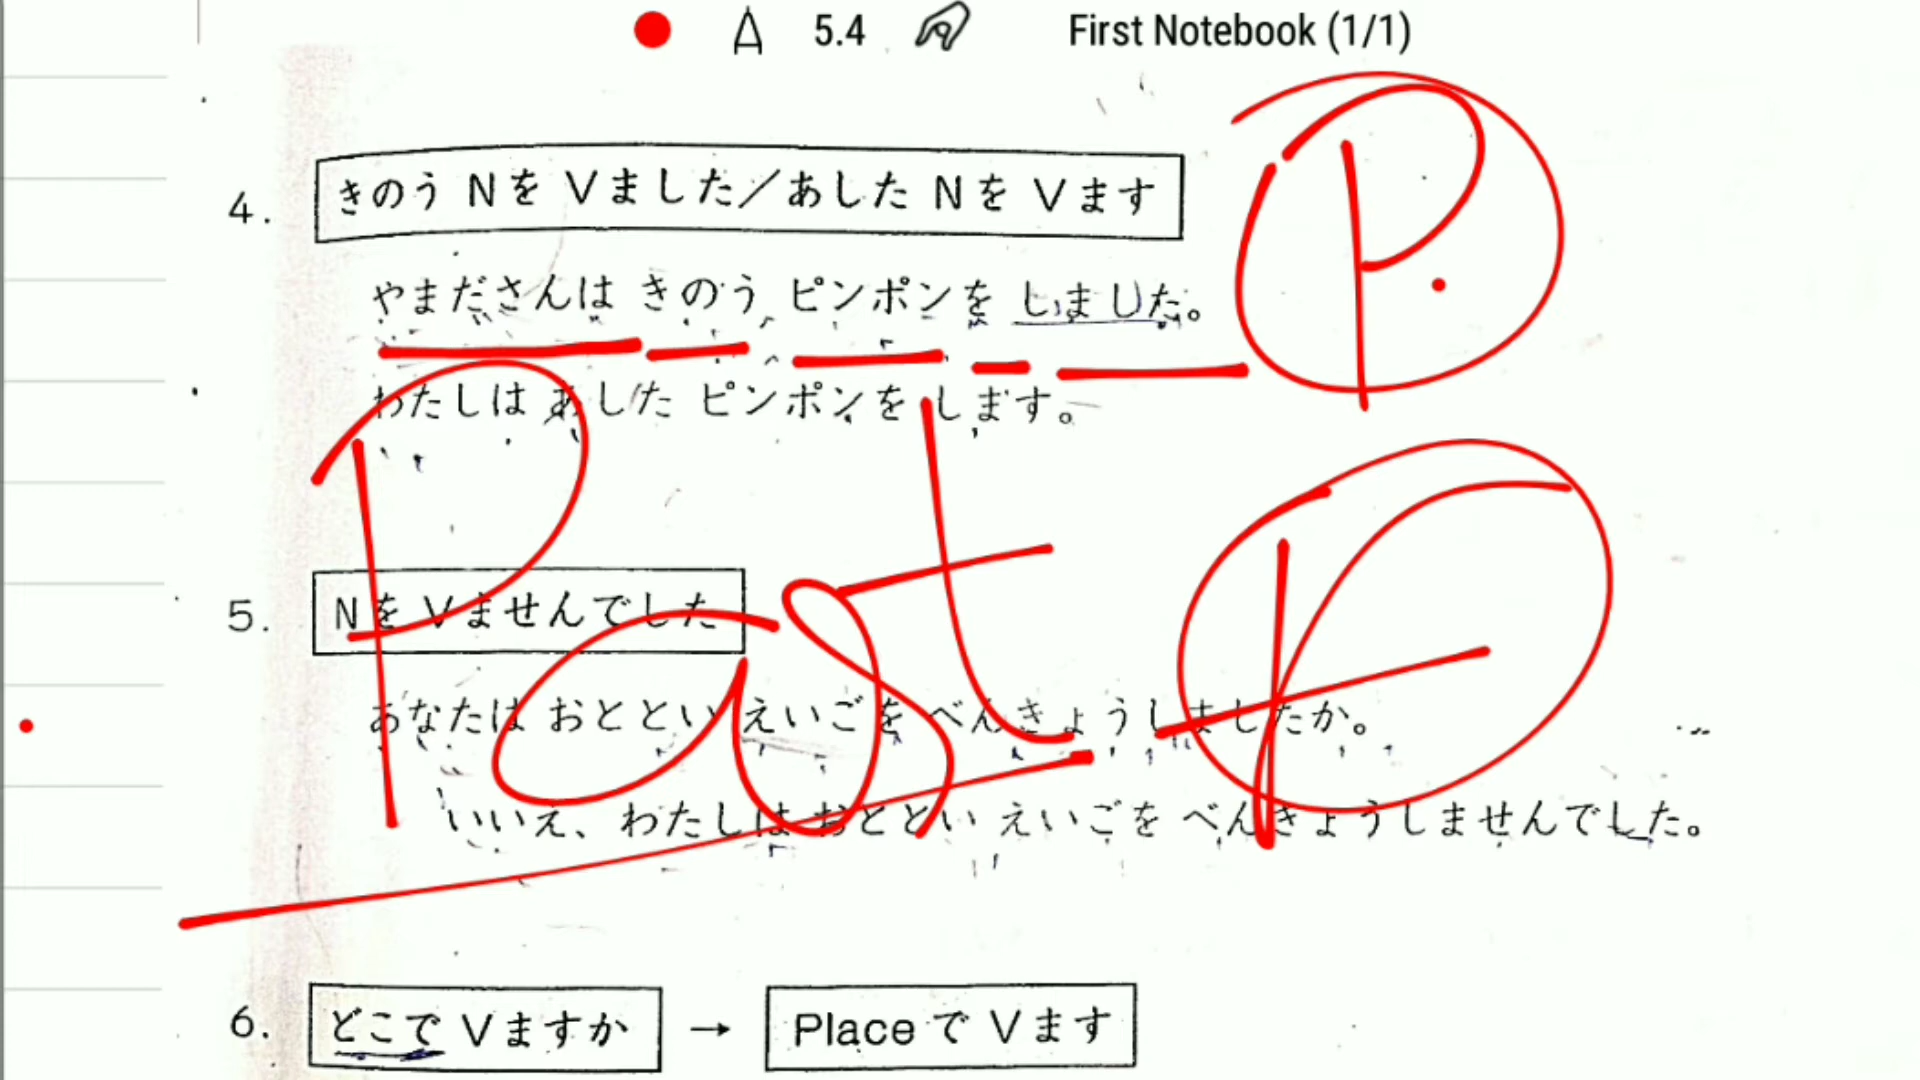 5.4 First Notebook (1/1)
4. きのう Nを Vました/あした Nを Vます
P
やまださんは きのう ピンポンを しました。
わたしは あした ピンポンを します。
Past
F
5. Nを Vませんでした
あなたは おととい えいごを べんきょうしましたか。
いいえ、わたしは おととい えいごを べんきょうしませんでした。
6. どこで Vますか → Placeで Vます